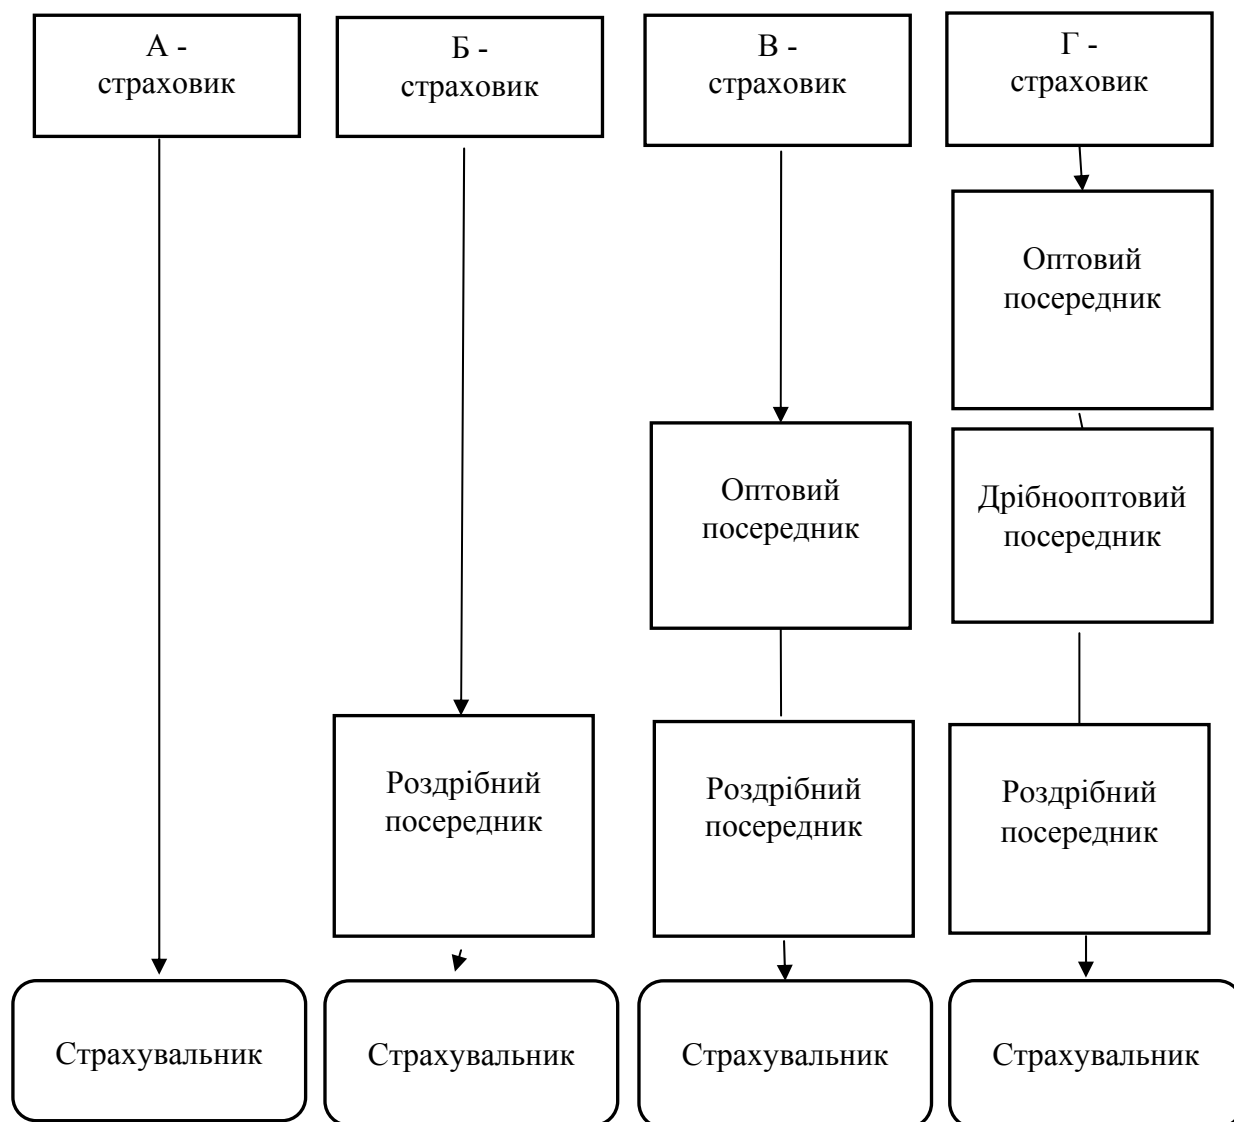 А -
страховик
Б -
страховик
В -
страховик
Г -
страховик
Оптовий
посередник
Оптовий
посередник
Дрібнооптовий
посередник
Роздрібний
посередник
Роздрібний
посередник
Роздрібний
посередник
Страхувальник
Страхувальник
Страхувальник
Страхувальник